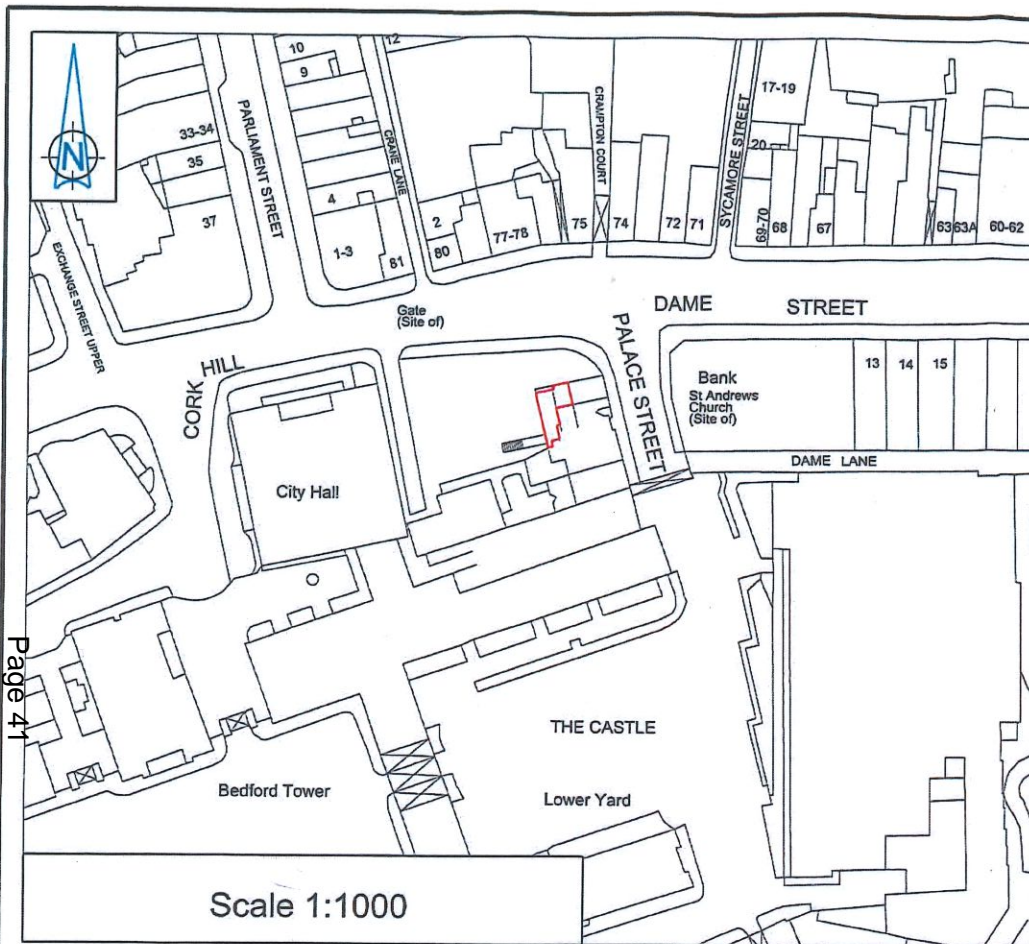 10
9
12
33-34
35
37
PARLIAMENT STREET
CRANE LANE
4
1-3
81
2
80
77-78
75
CRAMPTON COURT
74
72
71
SYCAMORE STREET
17-19
20
69-70
68
67
63
63A
60-62
EXCHANGE STREET UPPER
Gate
(Site of)
DAME STREET
CORK HILL
PALACE STREET
Bank
St Andrews
Church
(Site of)
13
14
15
DAME LANE
City Hall
N
THE CASTLE
Bedford Tower
Lower Yard
Page 41
Scale 1:1000